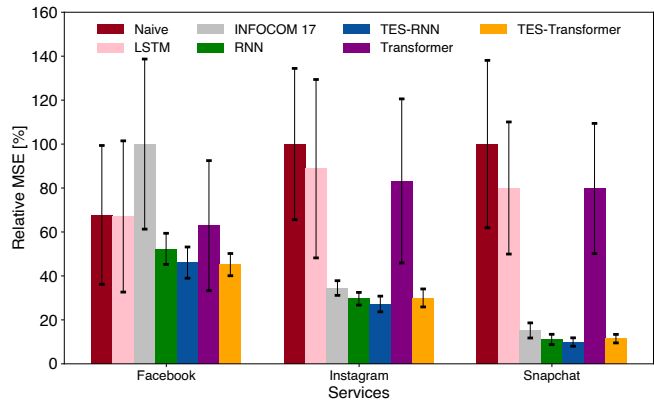 Naive INFOCOM 17 TES-RNN TES-Transformer
LSTM RNN Transformer
Relative MSE [%]
160
140
120
100
80
60
40
20
0
Facebook Instagram Snapchat
Services